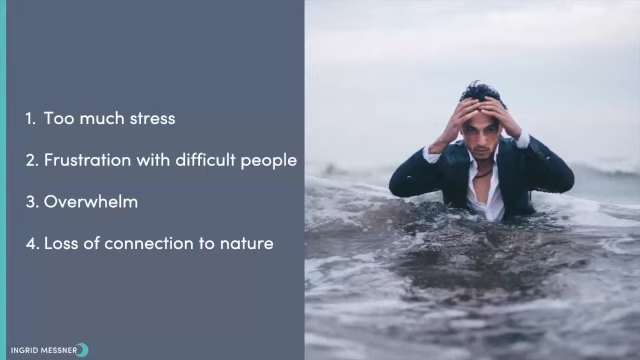 1. Too much stress
2. Frustration with difficult people
3. Overwhelm
4. Loss of connection to nature
INGRID MESSNER